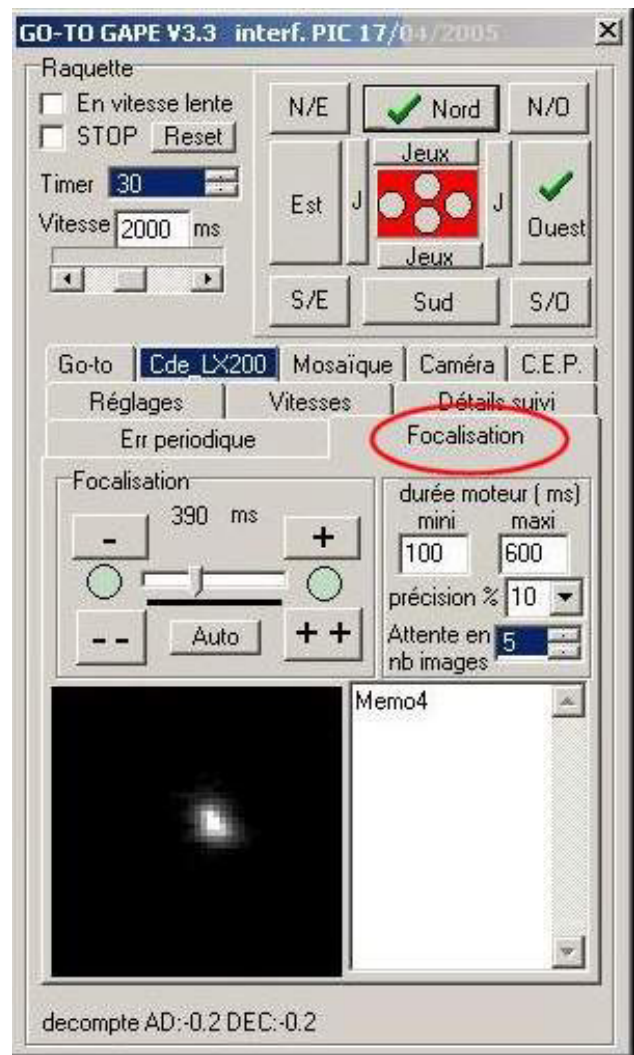 GO-TO GAPE V3.3 interf. PIC 17/04/2005
Raquette
En vitesse lente
STOP Reset
Timer 30
Vitesse 2000 ms
N/E Nord N/O
Jeux
Est J J Ouest
Jeux
S/E Sud S/O
Go-to Cde_LX200 Mosaïque Caméra C.E.P.
Réglages Vitesses Détails suivi
Err periodique Focalisation
Focalisation
390 ms
- +
-- Auto ++
durée moteur ( ms)
mini maxi
100 600
précision % 10
Attente en 5
nb images
Memo4
decompte AD:-0.2 DEC:-0.2